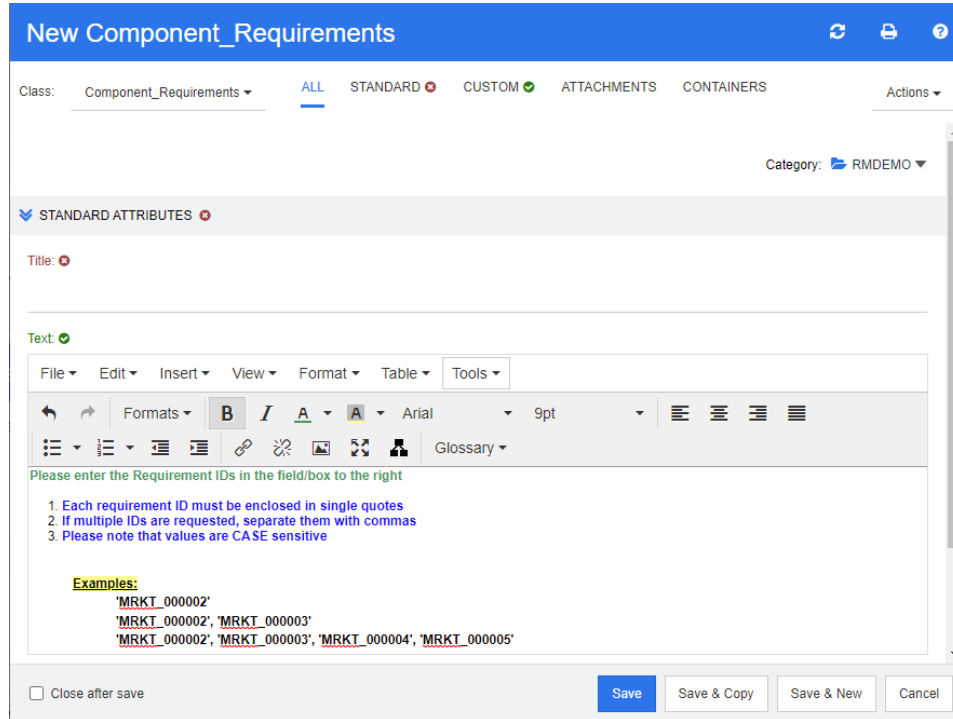 New Component_Requirements
Class: Component_Requirements ALL STANDARD CUSTOM ATTACHMENTS CONTAINERS Actions
Category: RMDEMO
STANDARD ATTRIBUTES
Title:
Text:
File Edit Insert View Format Table Tools
Formats B I A A Arial 9pt
Glossary
Please enter the Requirement IDs in the field/box to the right
1. Each requirement ID must be enclosed in single quotes
2. If multiple IDs are requested, separate them with commas
3. Please note that values are CASE sensitive
Examples:
'MRKT_000002'
'MRKT_000002', 'MRKT_000003'
'MRKT_000002', 'MRKT_000003', 'MRKT_000004', 'MRKT_000005'
Close after save Save Save & Copy Save & New Cancel